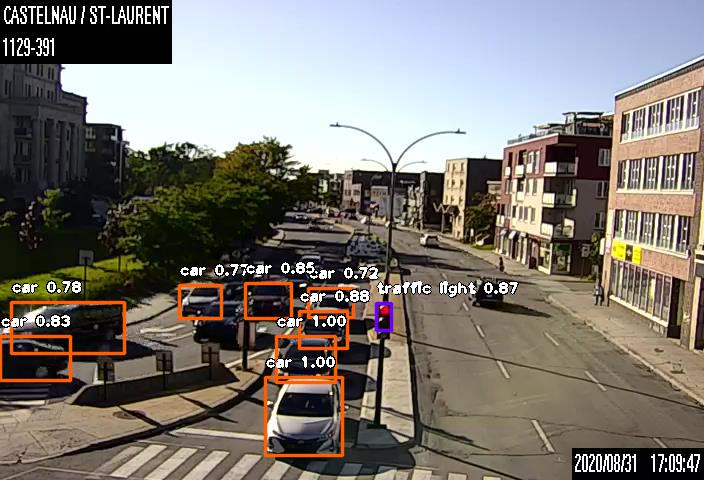 CASTELNAU / ST-LAURENT
1129-391
car 0.77
car 0.85
car 0.72
car 0.78
car 0.88
traffic light 0.87
car 0.83
car 1.00
car 1.00
2020/08/31 17:09:47